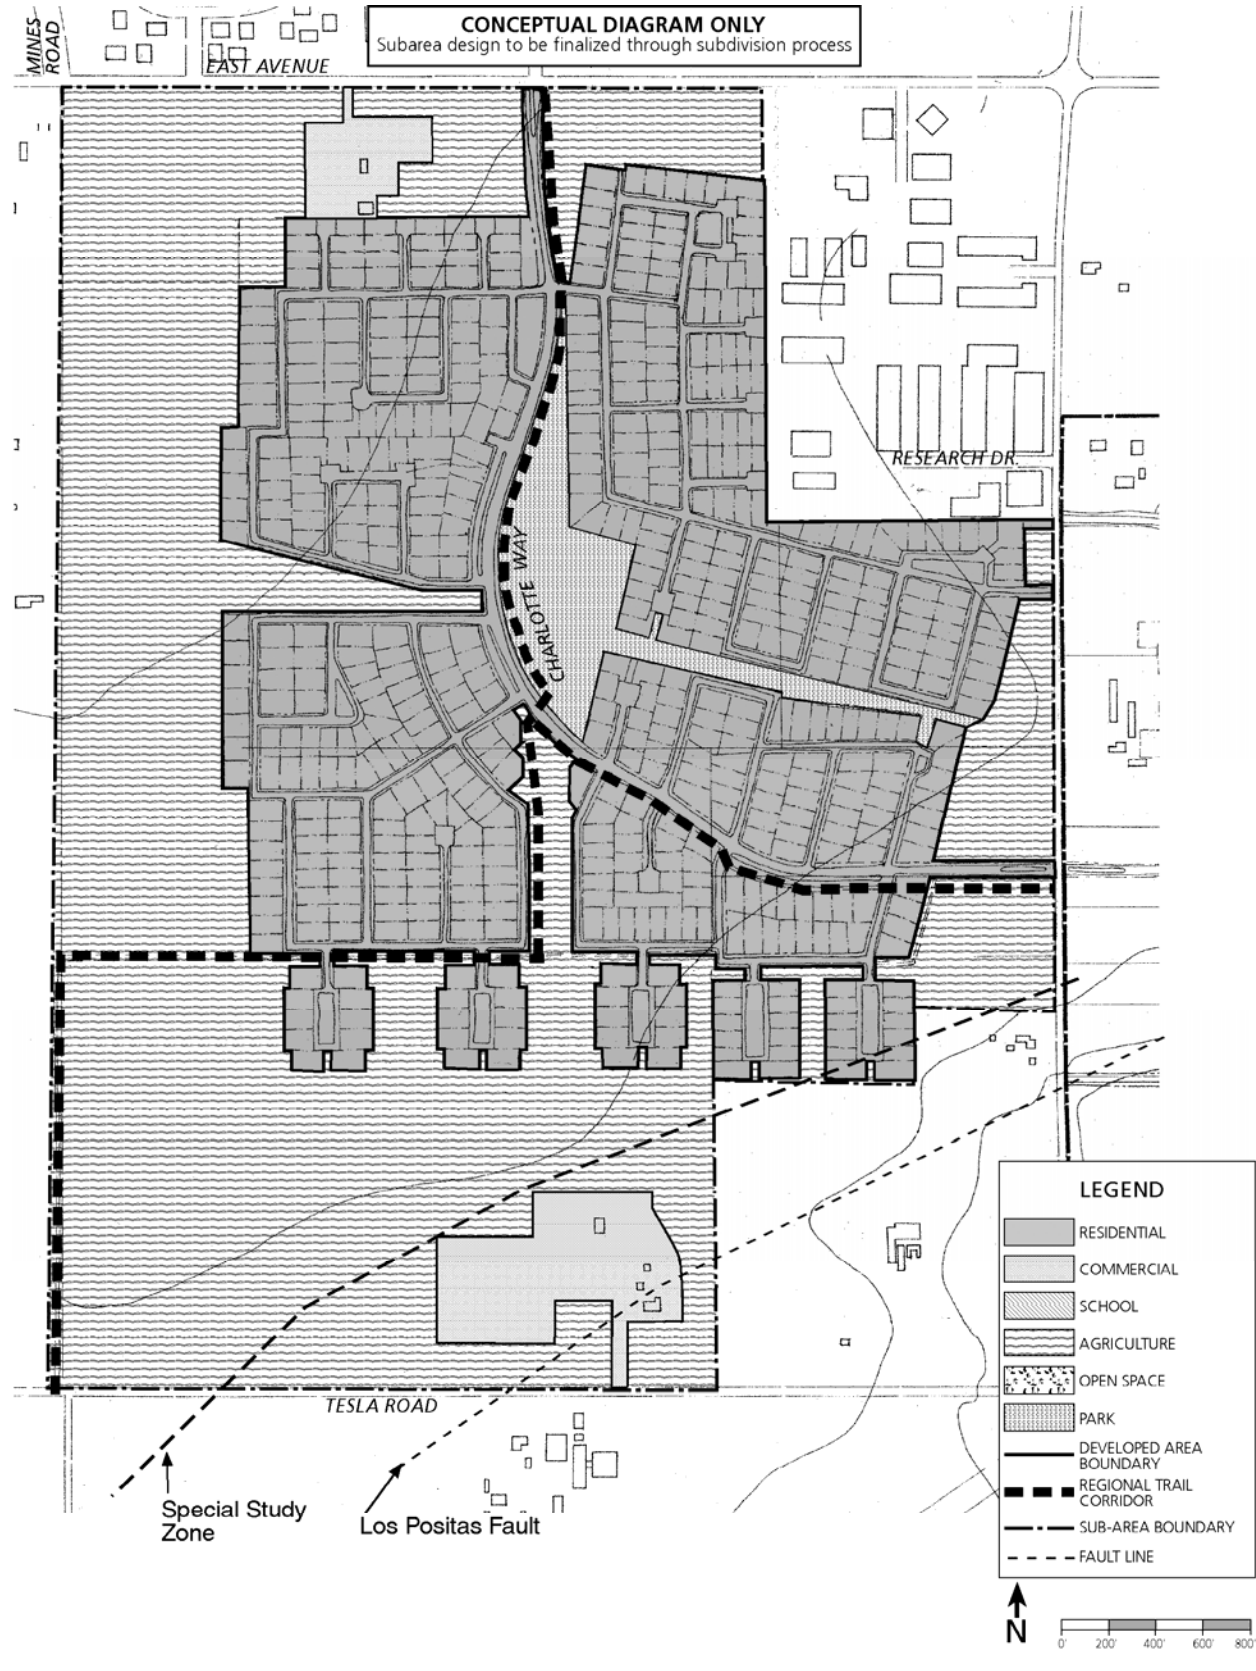 CONCEPTUAL DIAGRAM ONLY
Subarea design to be finalized through subdivision process
MINES
ROAD
EAST AVENUE
RESEARCH DR.
CHARLOTTE WAY
TESLA ROAD
Special Study
Zone
Los Positas Fault
LEGEND
RESIDENTIAL
COMMERCIAL
SCHOOL
AGRICULTURE
OPEN SPACE
PARK
DEVELOPED AREA
BOUNDARY
REGIONAL TRAIL
CORRIDOR
SUB-AREA BOUNDARY
FAULT LINE
N
0' 200' 400' 600' 800'